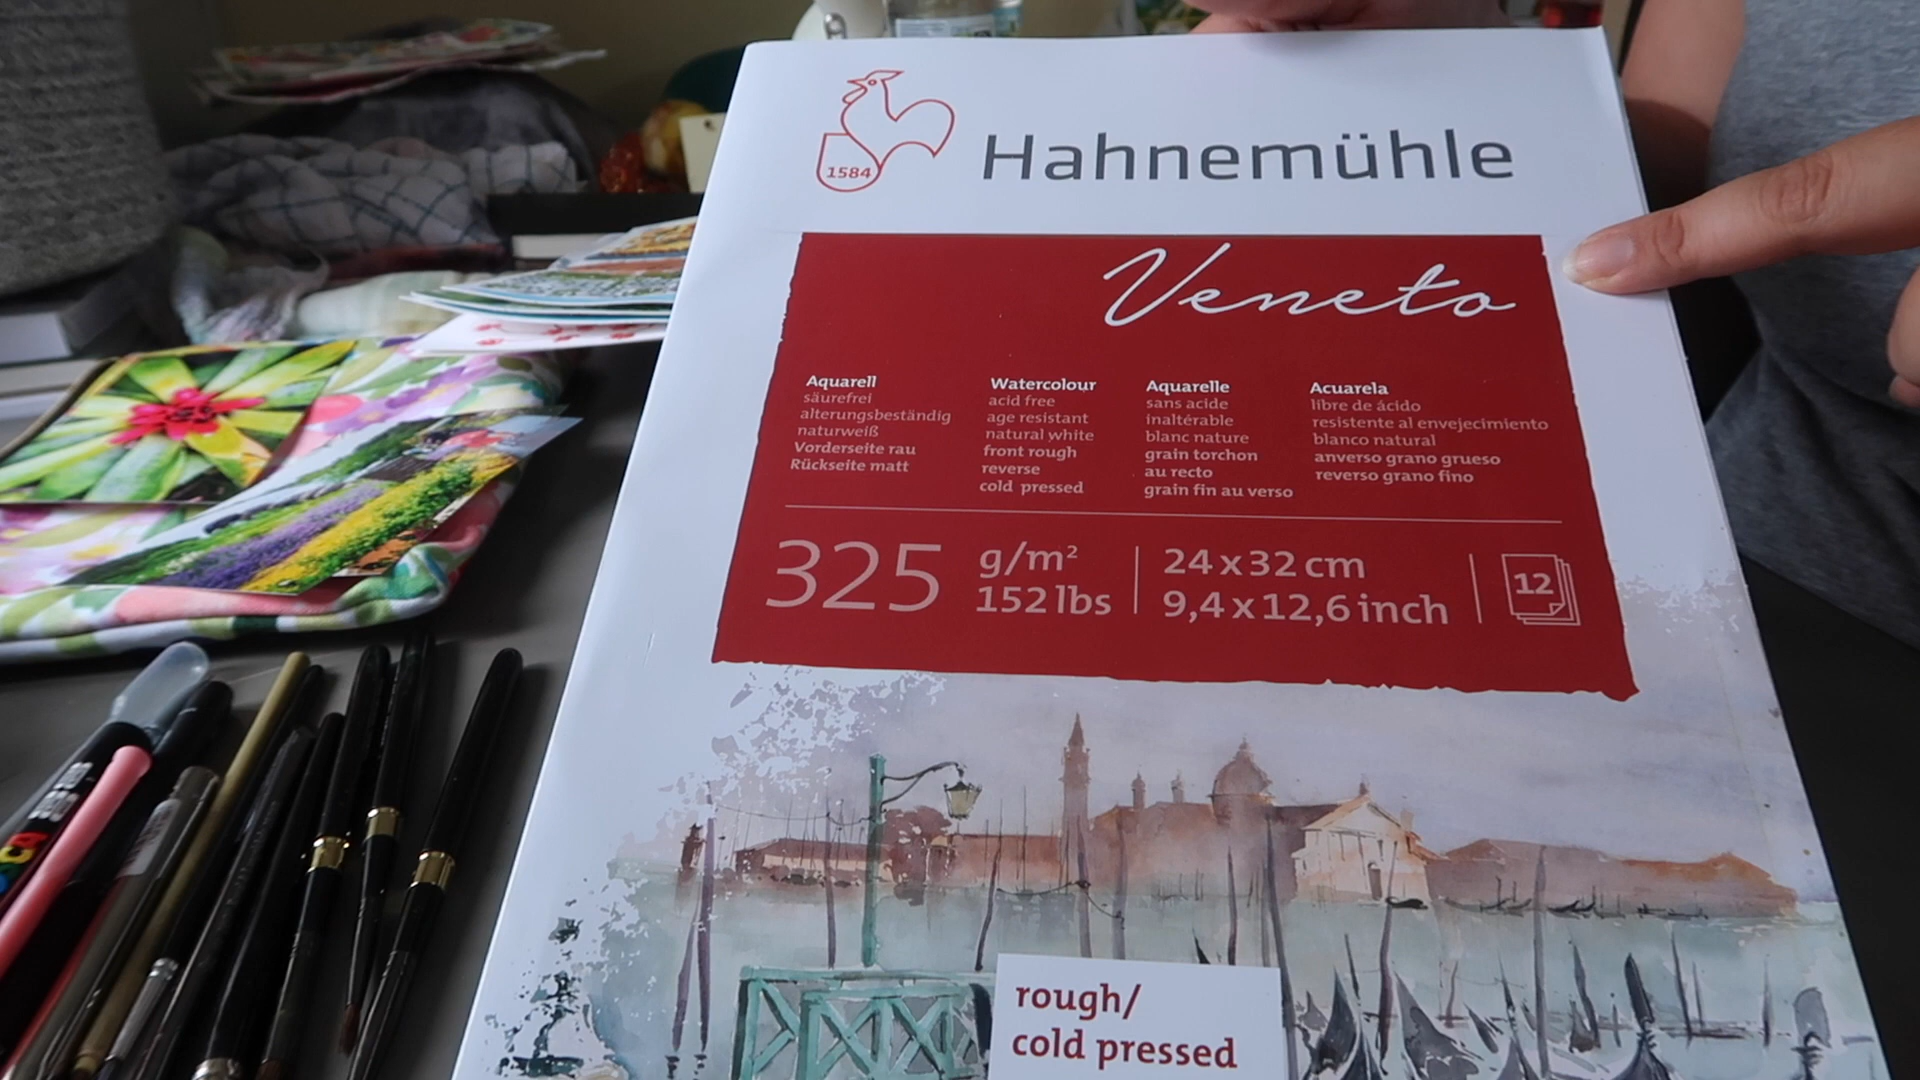 1584
Hahnemühle
Veneto
Aquarell
säurefrei
alterungsbeständig
naturweiß
Vorderseite rau
Rückseite matt
Watercolour
acid free
age resistant
natural white
front rough
reverse
cold pressed
Aquarelle
sans acide
inaltérable
blanc nature
grain torchon
au recto
grain fin au verso
Acuarela
libre de ácido
resistente al envejecimiento
blanco natural
anverso grano grueso
reverso grano fino
325
g/m²
152 lbs
24 x 32 cm
9,4 x 12,6 inch
12
rough/
cold pressed